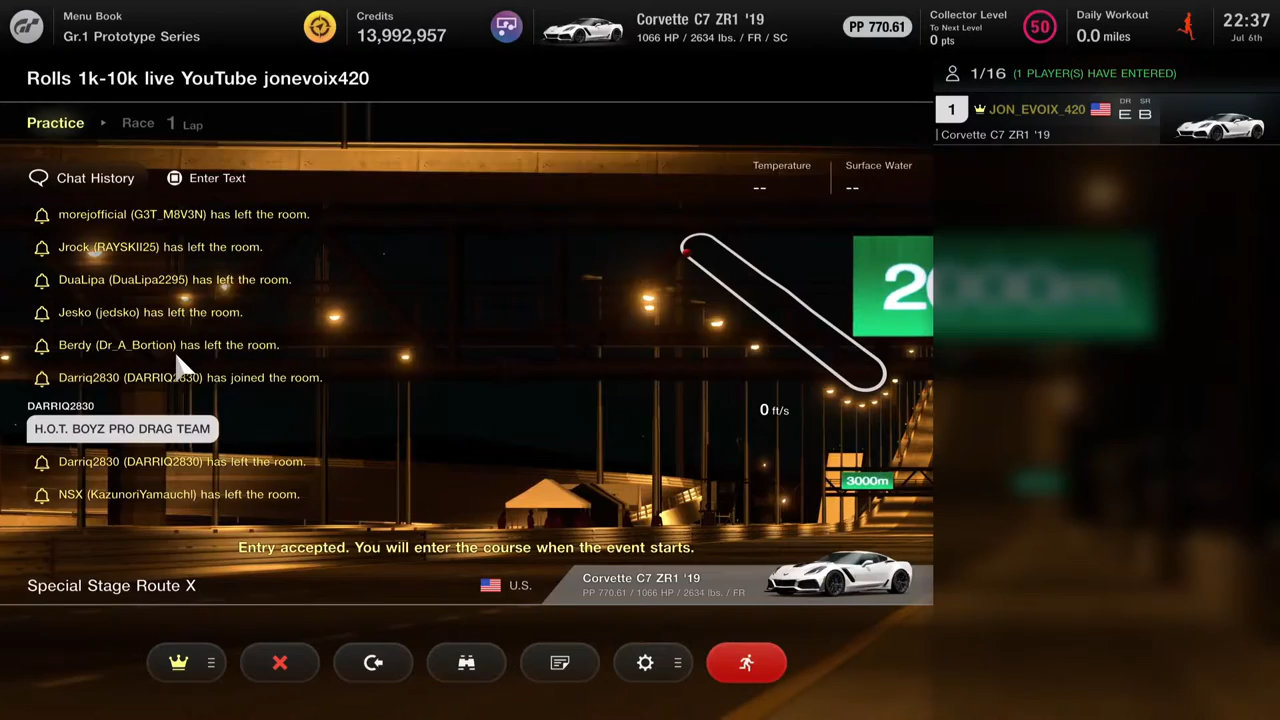 Menu Book
Gr.1 Prototype Series
Credits
13,992,957
Corvette C7 ZR1 '19
1066 HP / 2634 lbs. / FR / SC
PP 770.61
Collector Level
To Next Level
0 pts
50
Daily Workout
0.0 miles
22:37
Jul 6th
Rolls 1k-10k live YouTube jonevoix420
1/16 (1 PLAYER(S) HAVE ENTERED)
1 JON_EVOIX_420 DR E SR B
Corvette C7 ZR1 '19
Practice Race 1 Lap
Temperature
--
Surface Water
--
Chat History Enter Text
morejofficial (G3T_M8V3N) has left the room.
Jrock (RAYSKII25) has left the room.
DuaLipa (DuaLipa2295) has left the room.
Jesko (jedsko) has left the room.
Berdy (Dr_A_Bortion) has left the room.
Darriq2830 (DARRIQ2830) has joined the room.
DARRIQ2830
H.O.T. BOYZ PRO DRAG TEAM
Darriq2830 (DARRIQ2830) has left the room.
NSX (KazunoriYamauchI) has left the room.
2000m
0 ft/s
3000m
Entry accepted. You will enter the course when the event starts.
Special Stage Route X
U.S.
Corvette C7 ZR1 '19
PP 770.61 / 1066 HP / 2634 lbs. / FR